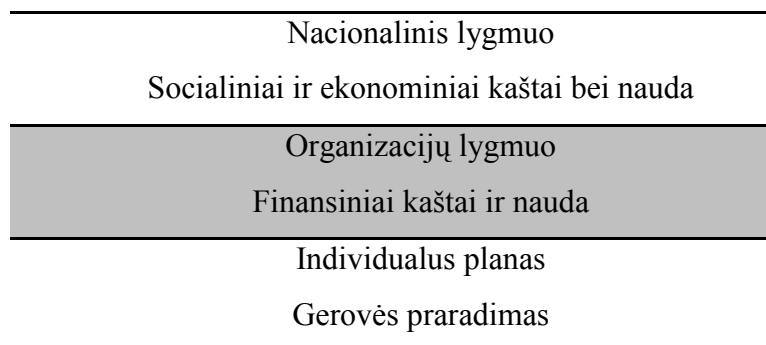 Nacionalinis lygmuo
Socialiniai ir ekonominiai kaštai bei nauda
Organizacijų lygmuo
Finansiniai kaštai ir nauda
Individualus planas
Gerovės praradimas